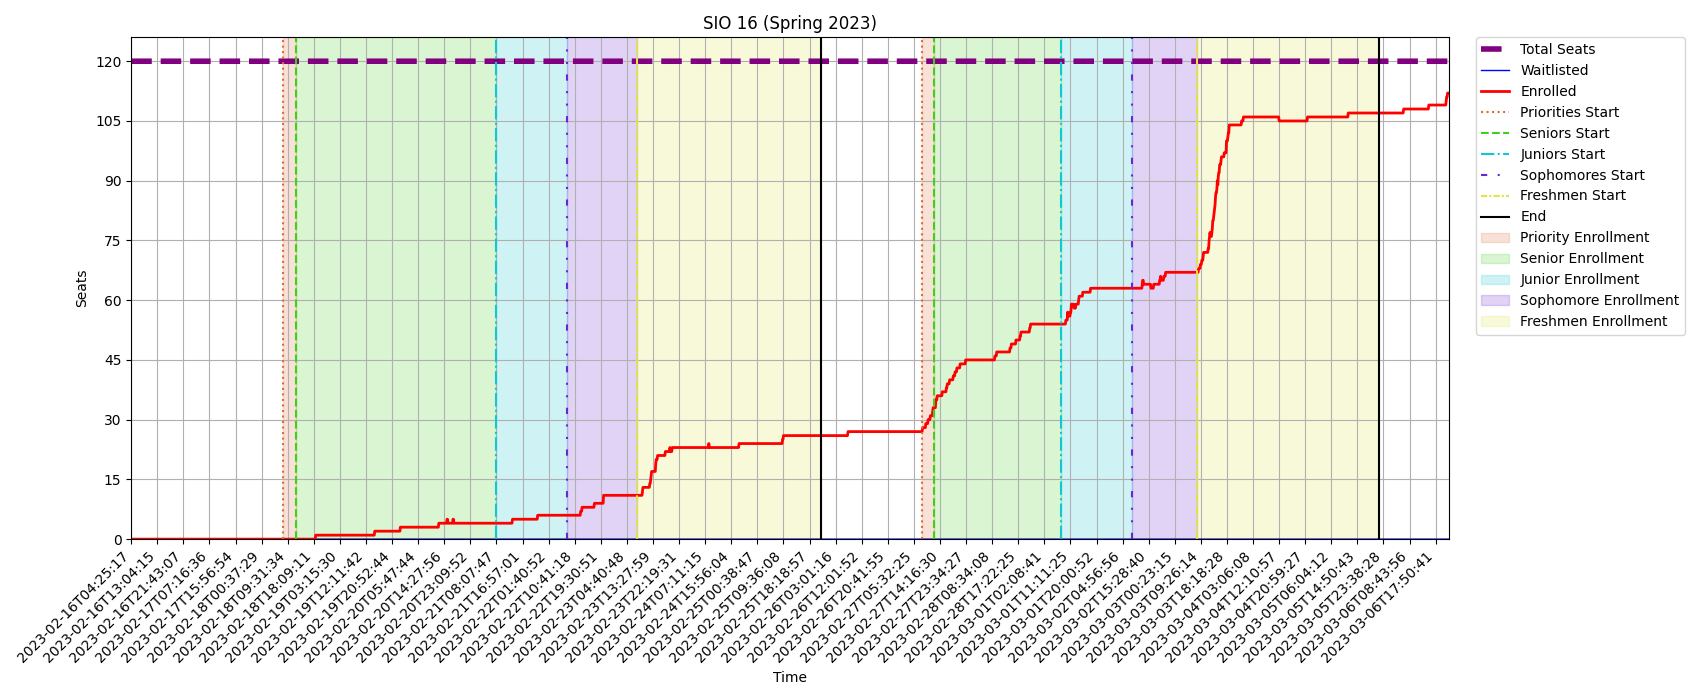 SIO 16 (Spring 2023)
120
105
90
75
60
45
30
15
0
Seats
2023-02-16T04:25:17
2023-02-16T13:04:15
2023-02-16T21:43:07
2023-02-17T07:16:36
2023-02-17T15:56:54
2023-02-18T00:37:29
2023-02-18T09:31:34
2023-02-18T18:09:11
2023-02-19T03:15:30
2023-02-19T12:11:42
2023-02-19T20:52:44
2023-02-20T05:47:44
2023-02-20T14:27:56
2023-02-20T23:09:52
2023-02-21T08:07:47
2023-02-21T16:57:01
2023-02-22T01:40:52
2023-02-22T10:41:18
2023-02-22T19:30:51
2023-02-23T04:40:48
2023-02-23T13:27:59
2023-02-23T22:19:31
2023-02-24T07:11:15
2023-02-24T15:56:04
2023-02-25T00:38:47
2023-02-25T09:36:08
2023-02-25T18:18:57
2023-02-26T03:01:16
2023-02-26T12:01:52
2023-02-26T20:41:55
2023-02-27T05:32:25
2023-02-27T14:16:30
2023-02-27T23:34:27
2023-02-28T08:34:08
2023-02-28T17:22:25
2023-03-01T02:08:41
2023-03-01T11:11:25
2023-03-01T20:00:52
2023-03-02T04:56:56
2023-03-02T15:28:40
2023-03-03T00:23:15
2023-03-03T09:26:14
2023-03-03T18:18:28
2023-03-04T03:06:08
2023-03-04T12:10:57
2023-03-04T20:59:27
2023-03-05T06:04:12
2023-03-05T14:50:43
2023-03-05T23:38:28
2023-03-06T08:43:56
2023-03-06T17:50:41
Time
Total Seats
Waitlisted
Enrolled
Priorities Start
Seniors Start
Juniors Start
Sophomores Start
Freshmen Start
End
Priority Enrollment
Senior Enrollment
Junior Enrollment
Sophomore Enrollment
Freshmen Enrollment